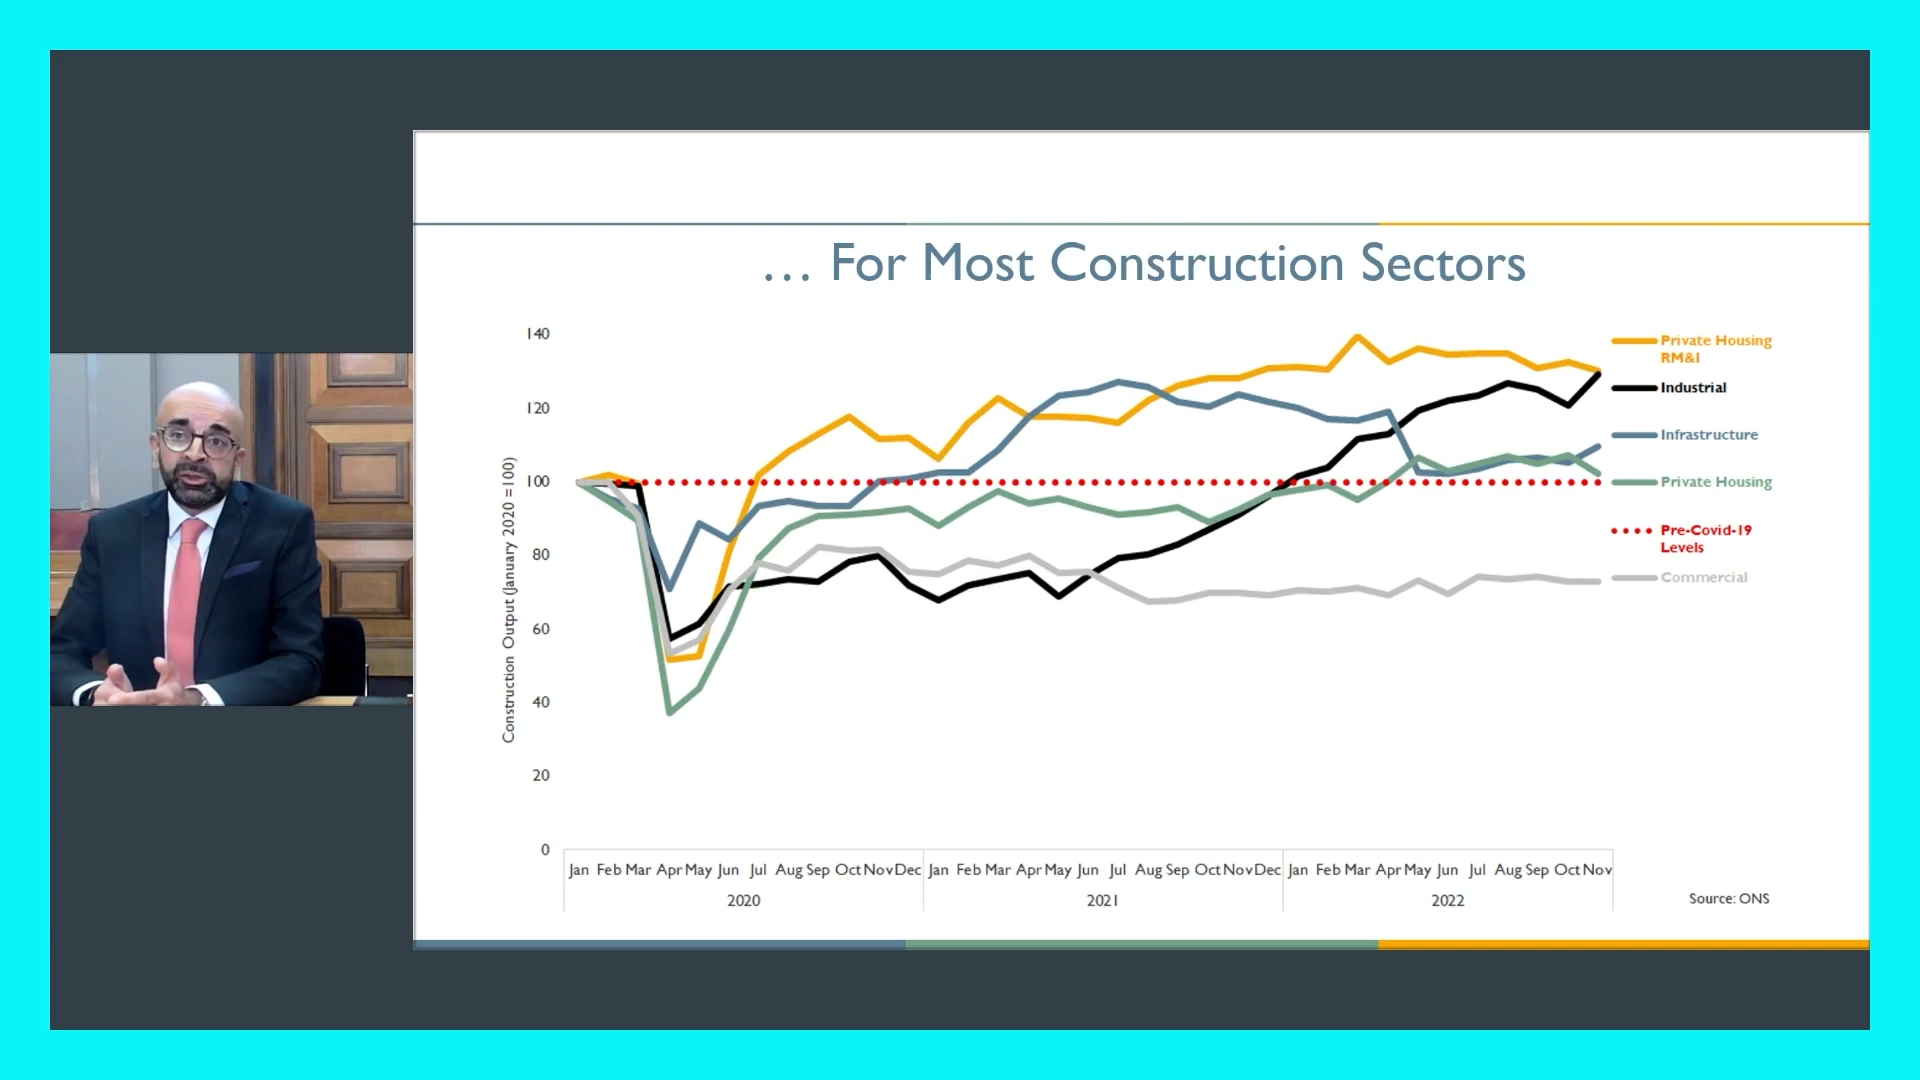 … For Most Construction Sectors
140
120
100
80
60
40
20
0
Construction Output (January 2020 =100)
Jan Feb Mar Apr May Jun Jul Aug Sep Oct Nov Dec Jan Feb Mar Apr May Jun Jul Aug Sep Oct Nov Dec Jan Feb Mar Apr May Jun Jul Aug Sep Oct Nov
2020 2021 2022
Private Housing
RM&I
Industrial
Infrastructure
Private Housing
Pre-Covid-19
Levels
Commercial
Source: ONS